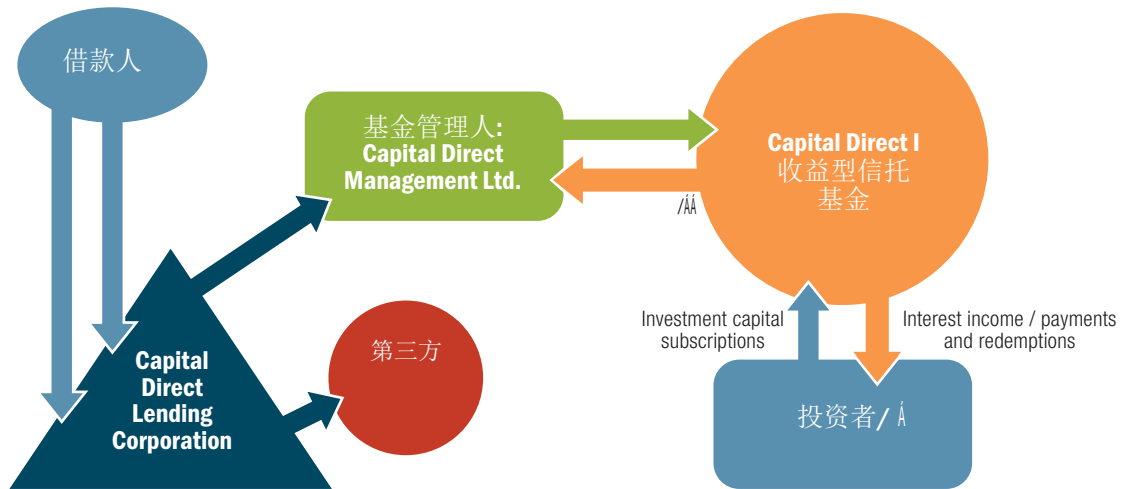 借款人
基金管理人:
Capital Direct
Management Ltd.
Capital Direct I
收益型信托
基金
/ÁÁ
第三方
Investment capital
subscriptions
Interest income / payments
and redemptions
Capital
Direct
Lending
Corporation
投资者/ Á